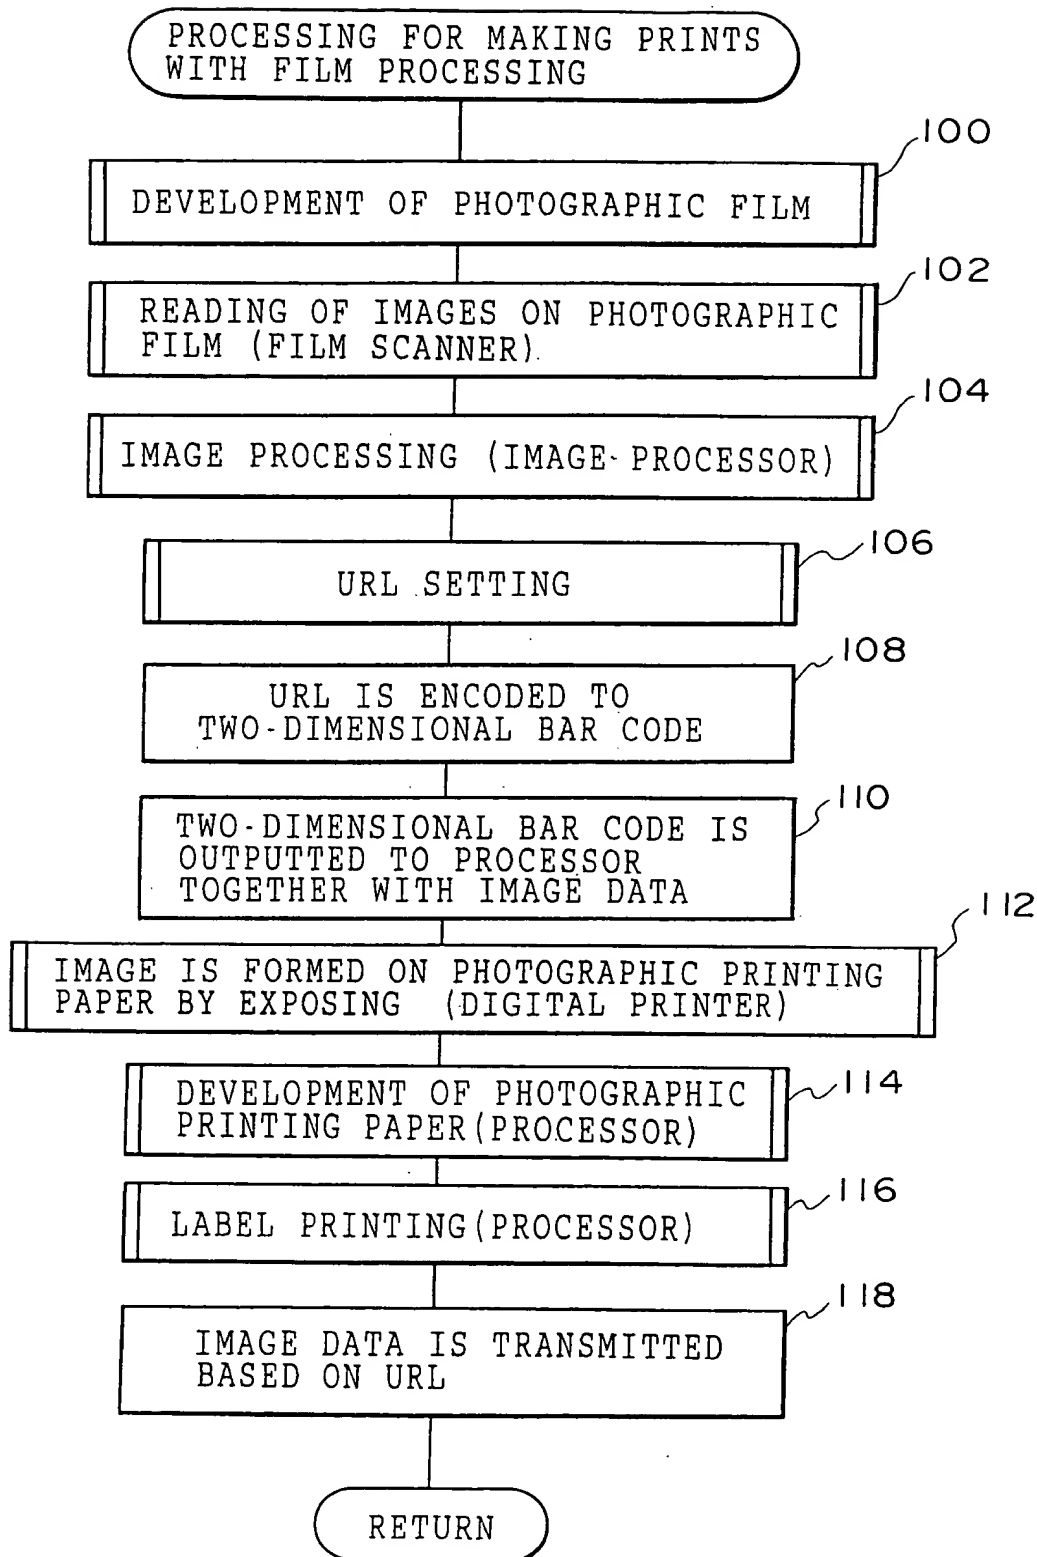 PROCESSING FOR MAKING PRINTS
WITH FILM PROCESSING
100
DEVELOPMENT OF PHOTOGRAPHIC FILM
102
READING OF IMAGES ON PHOTOGRAPHIC
FILM (FILM SCANNER)
104
IMAGE PROCESSING (IMAGE PROCESSOR)
106
URL SETTING
108
URL IS ENCODED TO
TWO-DIMENSIONAL BAR CODE
110
TWO-DIMENSIONAL BAR CODE IS
OUTPUTTED TO PROCESSOR
TOGETHER WITH IMAGE DATA
112
IMAGE IS FORMED ON PHOTOGRAPHIC PRINTING
PAPER BY EXPOSING (DIGITAL PRINTER)
114
DEVELOPMENT OF PHOTOGRAPHIC
PRINTING PAPER (PROCESSOR)
116
LABEL PRINTING (PROCESSOR)
118
IMAGE DATA IS TRANSMITTED
BASED ON URL
RETURN